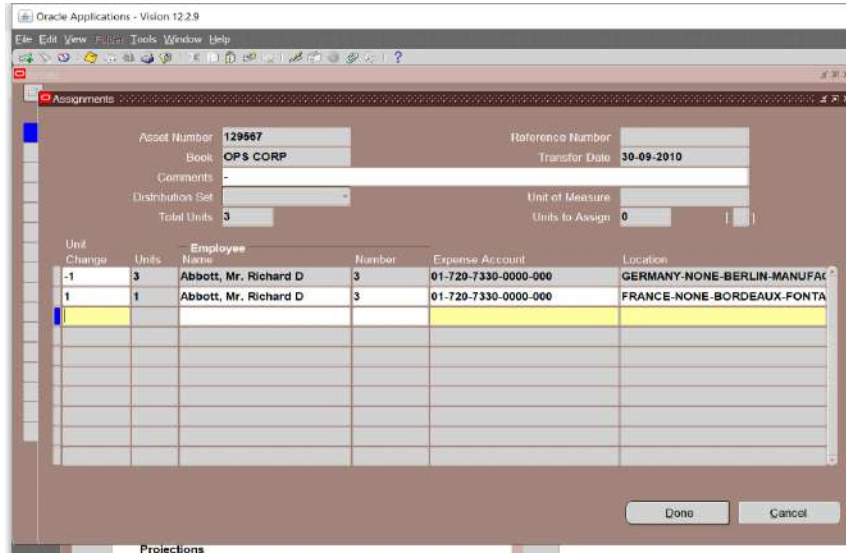 Oracle Applications - Vision 12.2.9
File Edit View Folder Tools Window Help
Assignments
Asset Number 129567 Reference Number
Book OPS CORP Transfer Date 30-09-2010
Comments -
Distribution Set Unit of Measure
Total Units 3 Units to Assign 0 [ ]
Unit Employee
Change Units Name Number Expense Account Location
-1 3 Abbott, Mr. Richard D 3 01-720-7330-0000-000 GERMANY-NONE-BERLIN-MANUFAC
1 1 Abbott, Mr. Richard D 3 01-720-7330-0000-000 FRANCE-NONE-BORDEAUX-FONTA
Done Cancel
Projections